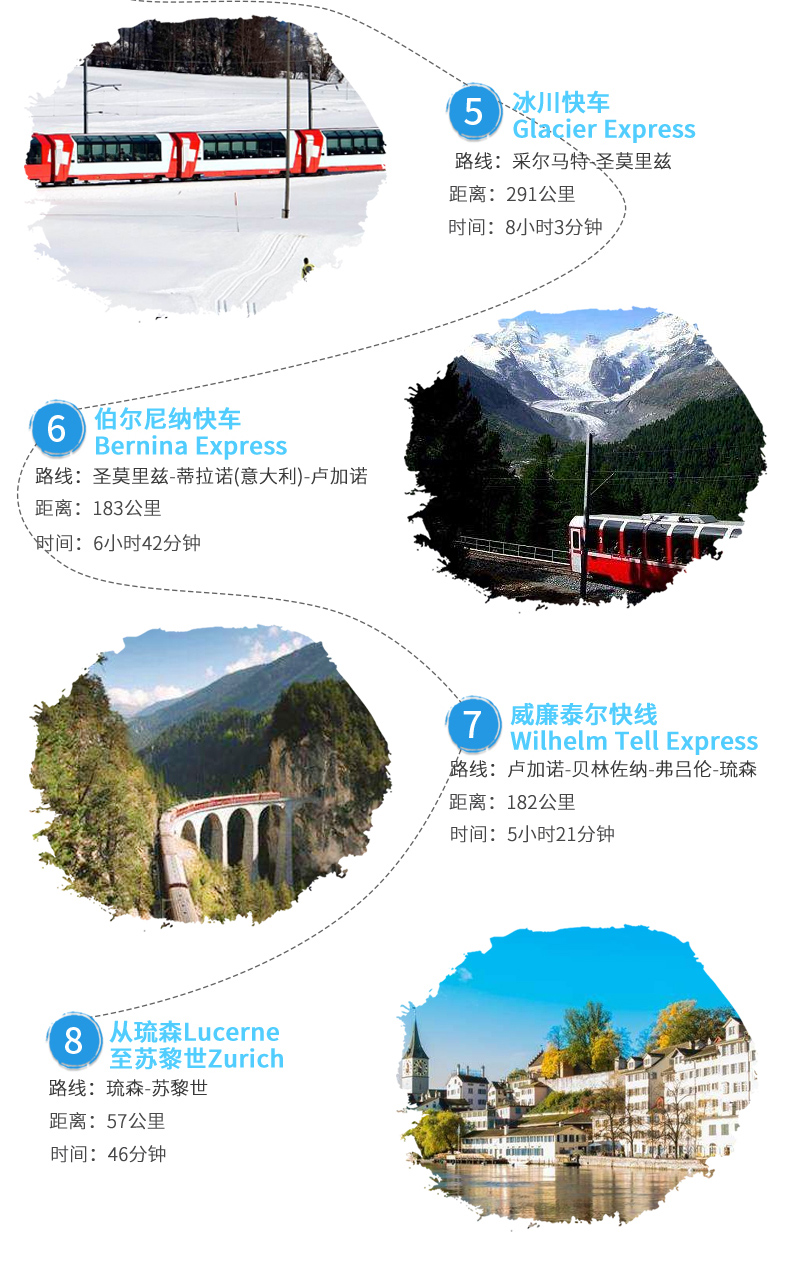 5
冰川快车
Glacier Express
路线：采尔马特-圣莫里兹
距离：291公里
时间：8小时3分钟
6
伯尔尼纳快车
Bernina Express
路线：圣莫里兹-蒂拉诺(意大利)-卢加诺
距离：183公里
时间：6小时42分钟
7
威廉泰尔快线
Wilhelm Tell Express
路线：卢加诺-贝林佐纳-弗吕伦-琉森
距离：182公里
时间：5小时21分钟
8
从琉森Lucerne
至苏黎世Zurich
路线：琉森-苏黎世
距离：57公里
时间：46分钟